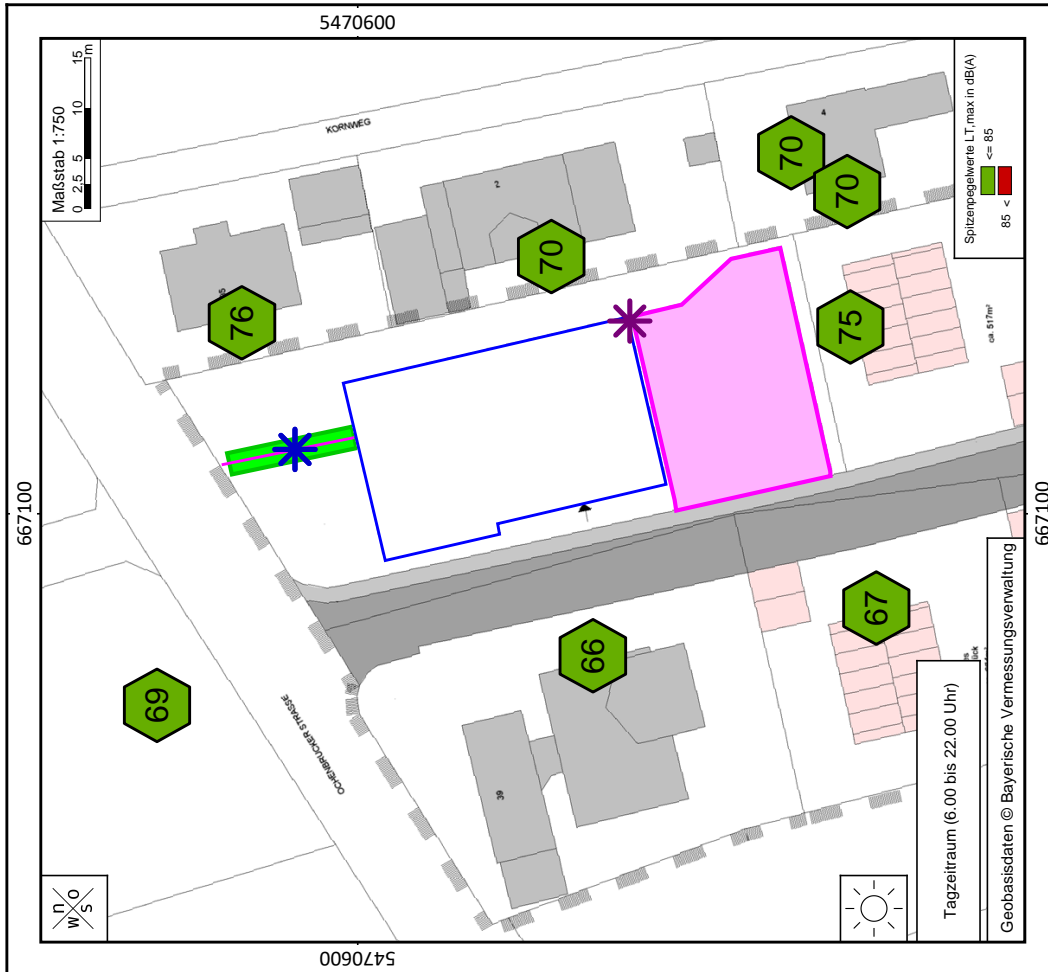 5470600
Maßstab 1:750
0 2.5 5 10 15
m
KORNWEG
n
w o
s
667100
667100
5470600
OCHENBRUCKER STRASSE
76
70
70
70
75
69
66
67
2
4
39
ca. 517m²
Spitzenpegelwerte LT,max in dB(A)
<= 85
85 <
Tagzeitraum (6.00 bis 22.00 Uhr)
Geobasisdaten © Bayerische Vermessungsverwaltung